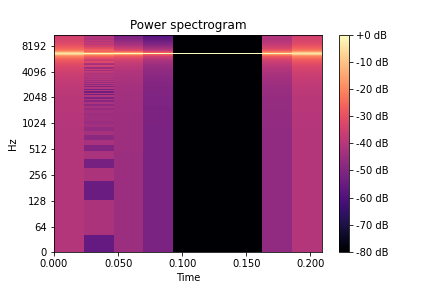 Power spectrogram
8192
4096
2048
1024
512
256
128
64
0
Hz
0.000 0.050 0.100 0.150 0.200
Time
+0 dB
-10 dB
-20 dB
-30 dB
-40 dB
-50 dB
-60 dB
-70 dB
-80 dB